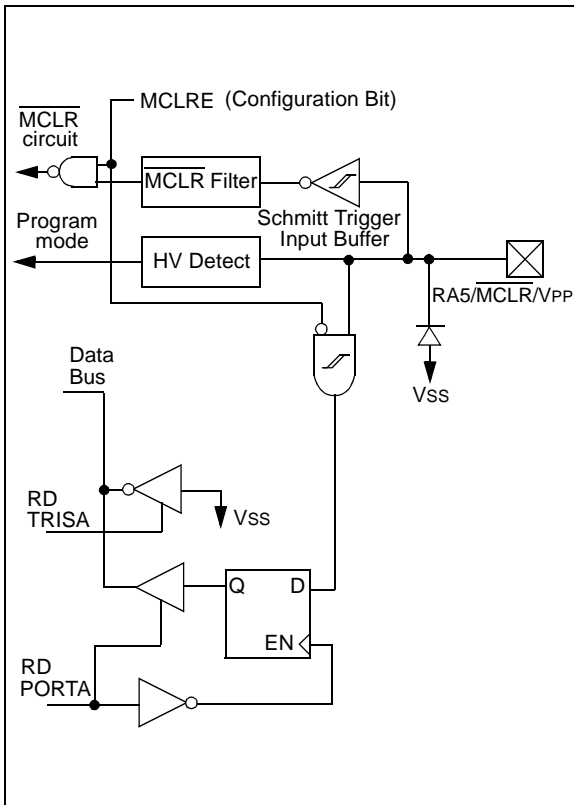 MCLRE (Configuration Bit)
MCLR
circuit
MCLR Filter
Schmitt Trigger
Input Buffer
Program
mode
HV Detect
RA5/MCLR/VPP
VSS
Data
Bus
RD
TRISA
VSS
Q
D
EN
RD
PORTA